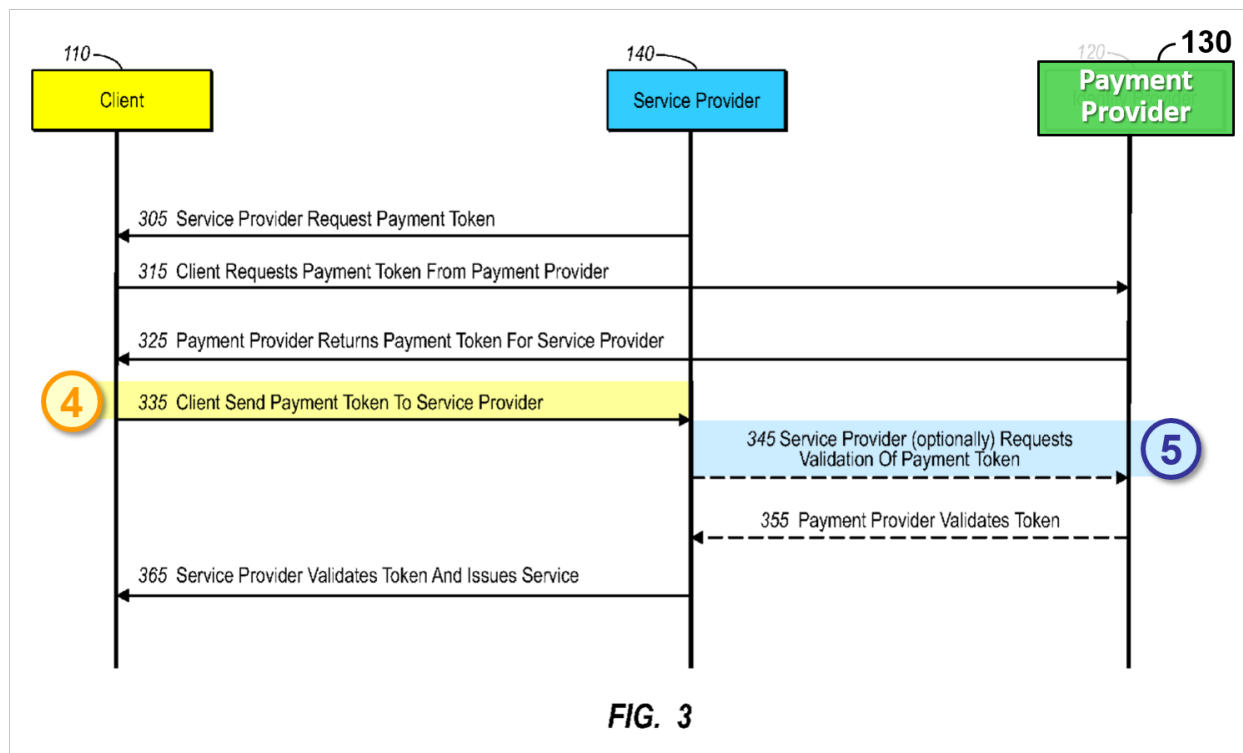 110
140
120
130
Client
Service Provider
Payment
Provider
305 Service Provider Request Payment Token
315 Client Requests Payment Token From Payment Provider
325 Payment Provider Returns Payment Token For Service Provider
4
335 Client Send Payment Token To Service Provider
345 Service Provider (optionally) Requests
Validation Of Payment Token
5
355 Payment Provider Validates Token
365 Service Provider Validates Token And Issues Service
FIG. 3